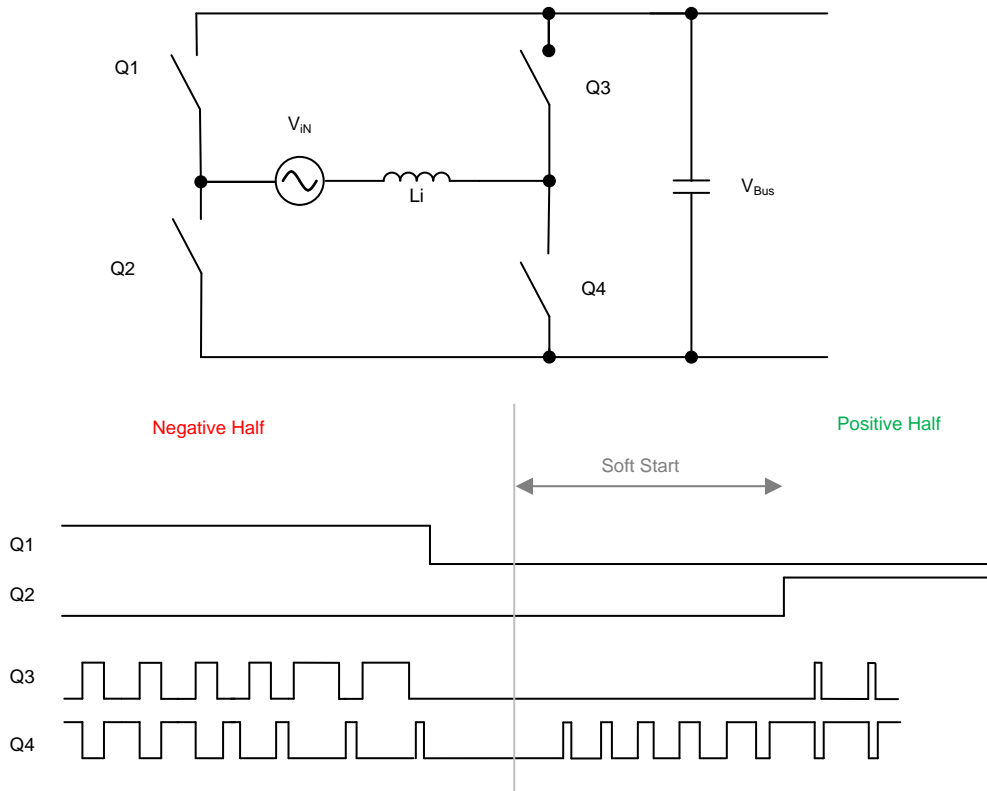 Q1
Q3
ViN
Li
VBus
Q2
Q4
Negative Half
Positive Half
Soft Start
Q1
Q2
Q3
Q4